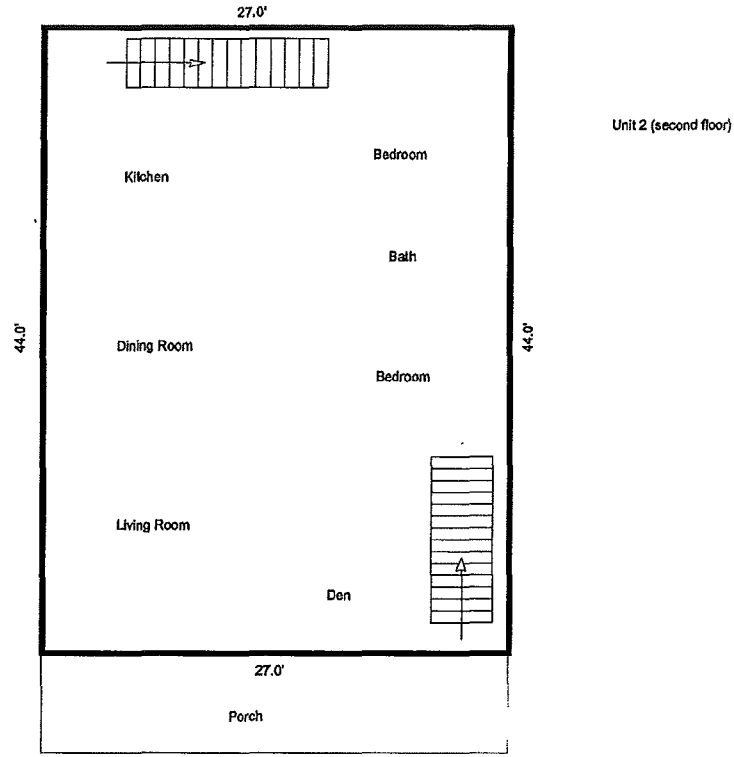 27.0'
Unit 2 (second floor)
Bedroom
Kitchen
Bath
44.0'
44.0'
Dining Room
Bedroom
Living Room
Den
27.0'
Porch